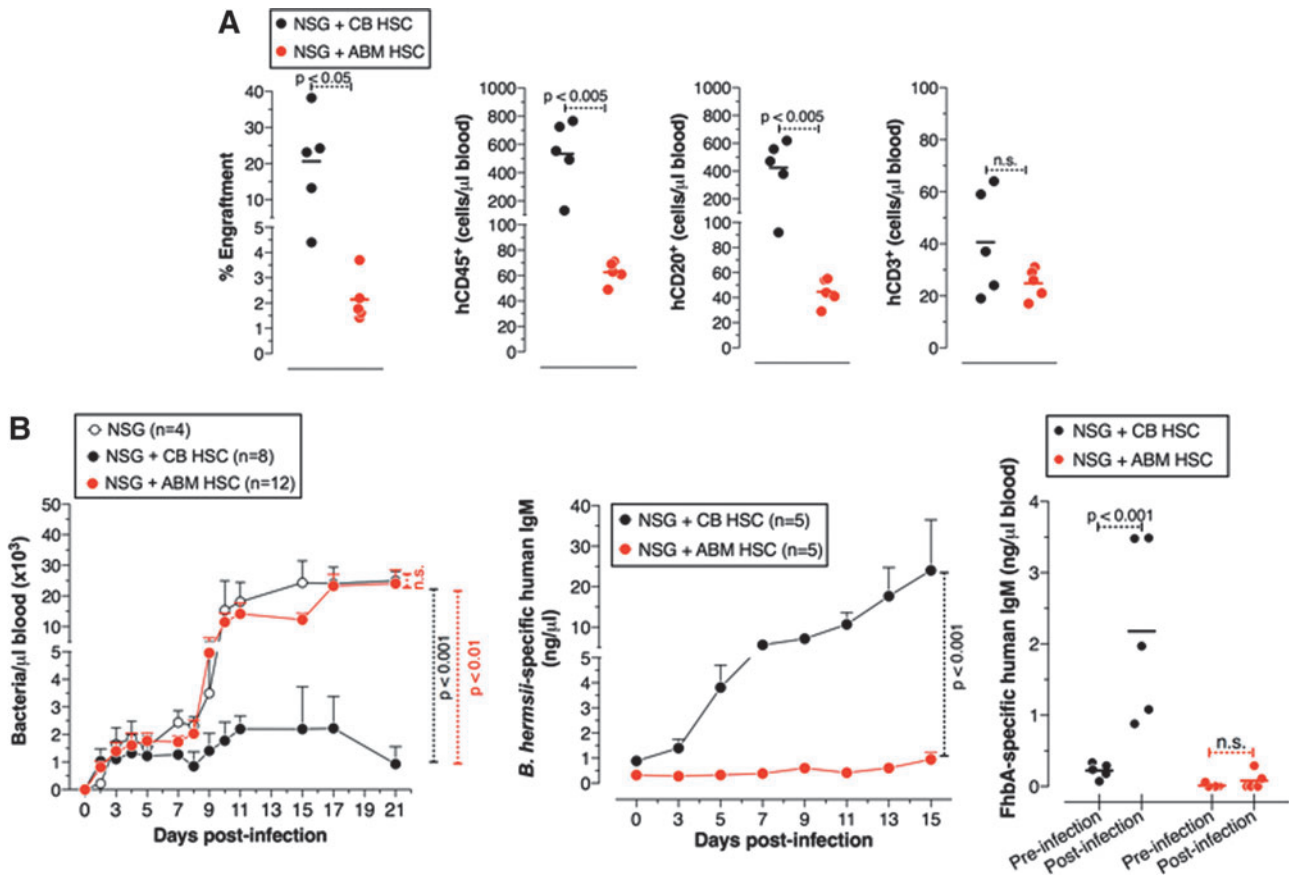 A
NSG + CB HSC
NSG + ABM HSC
p < 0.05
% Engraftment
40
30
20
10
5
4
3
2
1
0
p < 0.005
hCD45+ (cells/μl blood)
1000
800
600
400
200
100
80
60
40
20
0
p < 0.005
hCD20+ (cells/μl blood)
1000
800
600
400
200
100
80
60
40
20
0
n.s.
hCD3+ (cells/μl blood)
100
80
60
40
20
0
B
NSG (n=4)
NSG + CB HSC (n=8)
NSG + ABM HSC (n=12)
Bacteria/μl blood (x10³)
50
40
30
20
10
5
4
3
2
1
0
n.s.
p < 0.001
p < 0.01
0 3 5 7 9 11 13 15 17 19 21
Days post-infection
NSG + CB HSC (n=5)
NSG + ABM HSC (n=5)
B. hermsii-specific human IgM
(ng/μl)
40
30
20
10
5
4
3
2
1
0
p < 0.001
0 3 5 7 9 11 13 15
Days post-infection
NSG + CB HSC
NSG + ABM HSC
FhbA-specific human IgM (ng/μl blood)
4
3
2
1
0
p < 0.001
n.s.
Pre-infection
Post-infection
Pre-infection
Post-infection